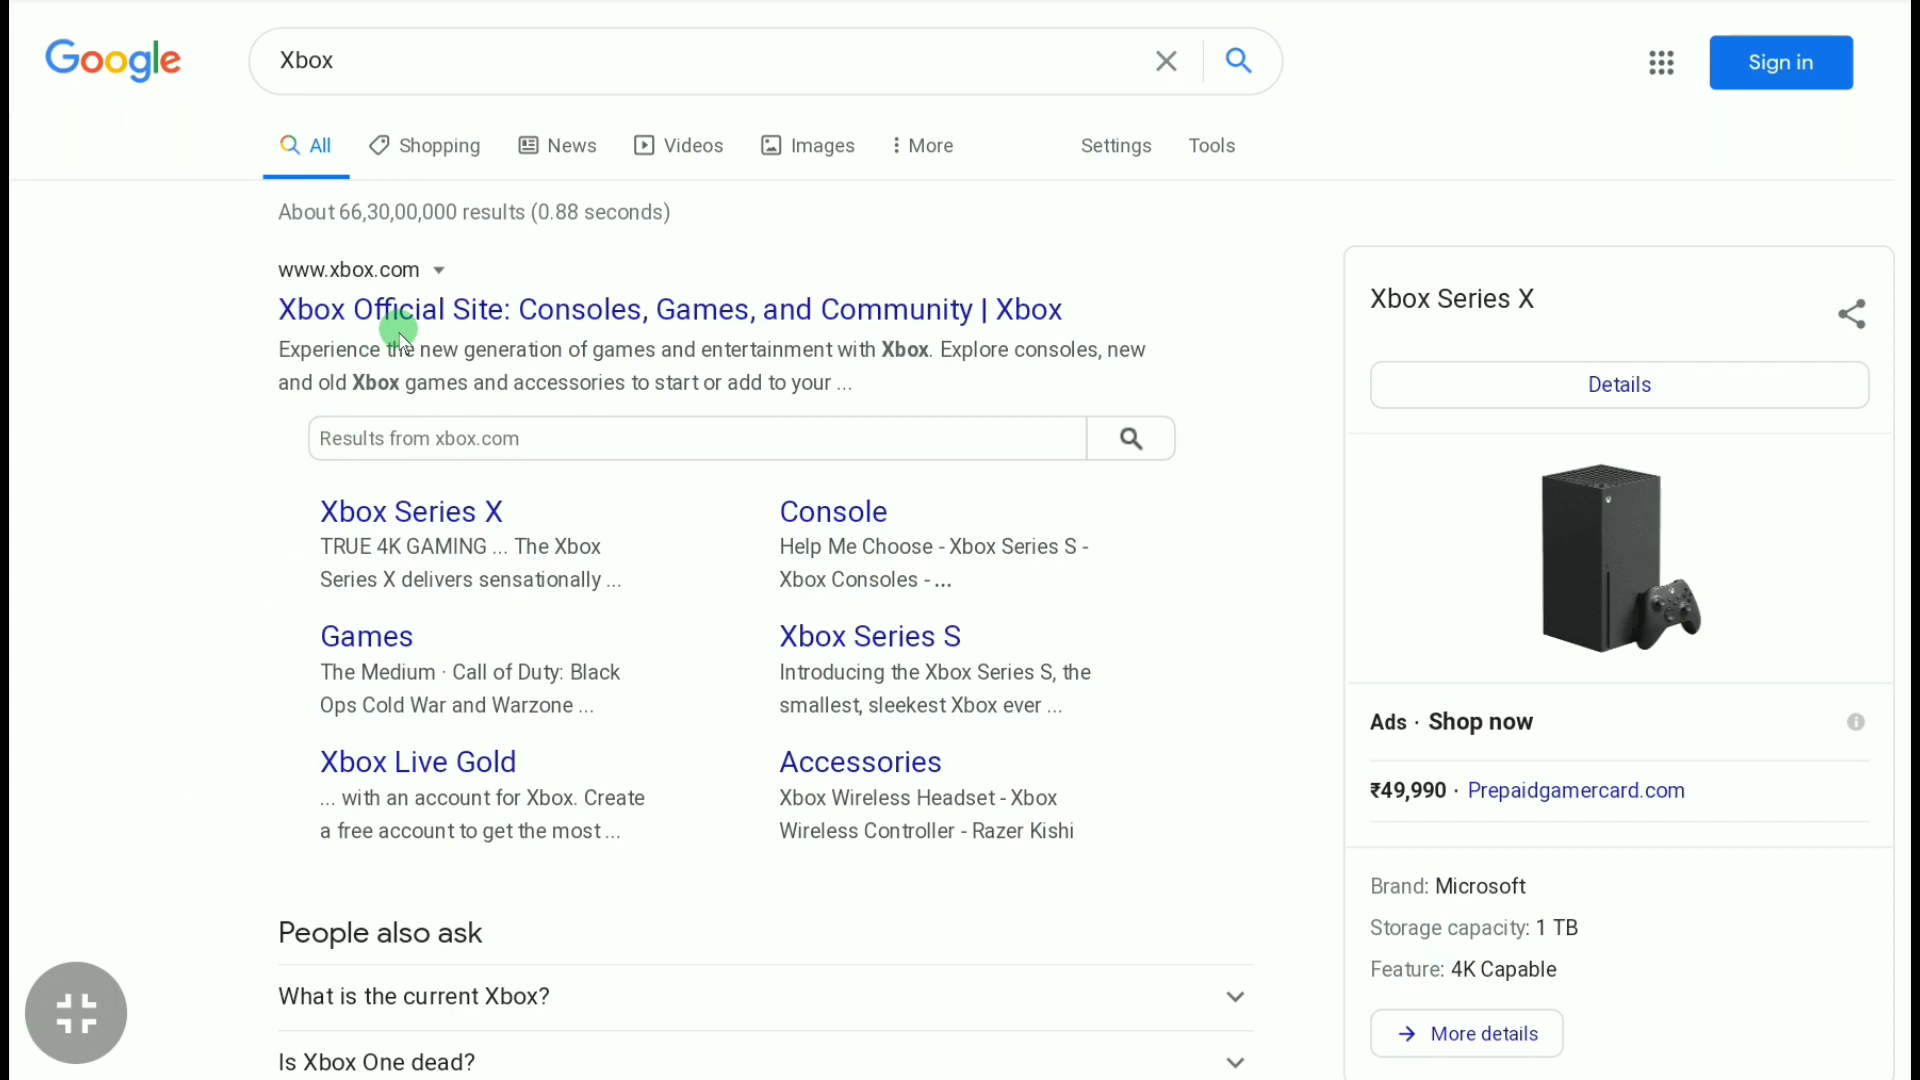 Google
Xbox
Sign in
All
Shopping
News
Videos
Images
More
Settings
Tools
About 66,30,00,000 results (0.88 seconds)
www.xbox.com
Xbox Official Site: Consoles, Games, and Community | Xbox
Experience the new generation of games and entertainment with Xbox. Explore consoles, new
and old Xbox games and accessories to start or add to your ...
Results from xbox.com
Xbox Series X
TRUE 4K GAMING ... The Xbox
Series X delivers sensationally ...
Console
Help Me Choose - Xbox Series S -
Xbox Consoles - ...
Games
The Medium · Call of Duty: Black
Ops Cold War and Warzone ...
Xbox Series S
Introducing the Xbox Series S, the
smallest, sleekest Xbox ever ...
Xbox Live Gold
... with an account for Xbox. Create
a free account to get the most ...
Accessories
Xbox Wireless Headset - Xbox
Wireless Controller - Razer Kishi
People also ask
What is the current Xbox?
Is Xbox One dead?
Xbox Series X
Details
Ads · Shop now
₹49,990 · Prepaidgamercard.com
Brand: Microsoft
Storage capacity: 1 TB
Feature: 4K Capable
More details